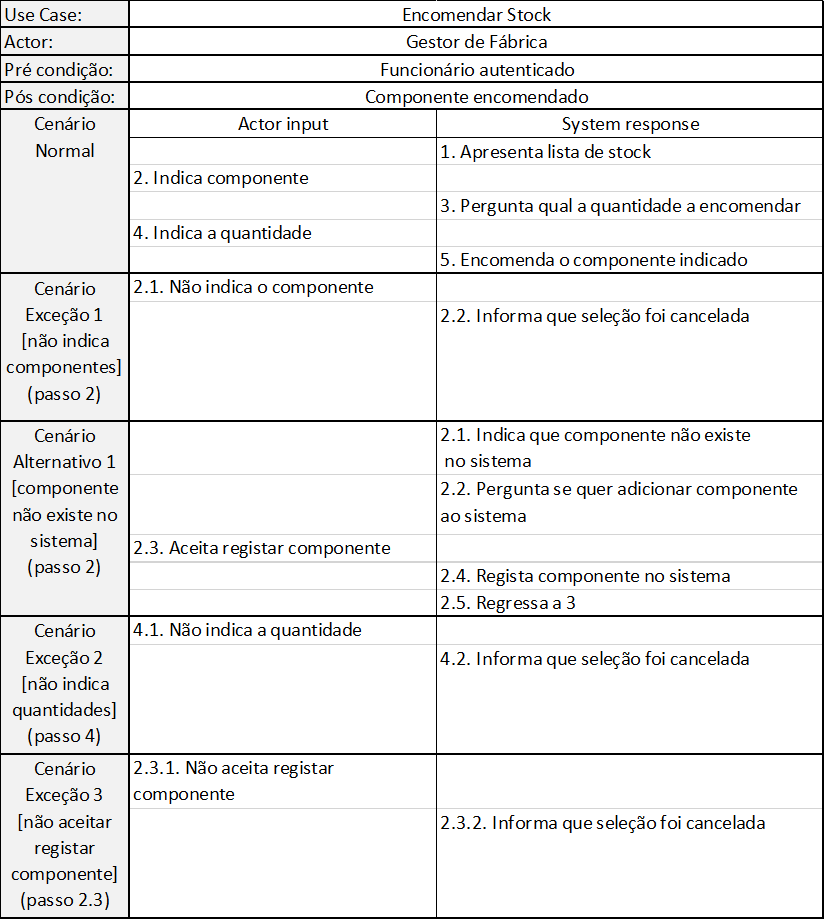 Use Case: Encomendar Stock
Actor: Gestor de Fábrica
Pré condição: Funcionário autenticado
Pós condição: Componente encomendado
Cenário
Normal
Actor input System response
1. Apresenta lista de stock
2. Indica componente
3. Pergunta qual a quantidade a encomendar
4. Indica a quantidade
5. Encomenda o componente indicado
Cenário
Exceção 1
[não indica
componentes]
(passo 2)
2.1. Não indica o componente
2.2. Informa que seleção foi cancelada
Cenário
Alternativo 1
[componente
não existe no
sistema]
(passo 2)
2.1. Indica que componente não existe
no sistema
2.2. Pergunta se quer adicionar componente
ao sistema
2.3. Aceita registar componente
2.4. Regista componente no sistema
2.5. Regressa a 3
Cenário
Exceção 2
[não indica
quantidades]
(passo 4)
4.1. Não indica a quantidade
4.2. Informa que seleção foi cancelada
Cenário
Exceção 3
[não aceitar
registar
componente]
(passo 2.3)
2.3.1. Não aceita registar
componente
2.3.2. Informa que seleção foi cancelada